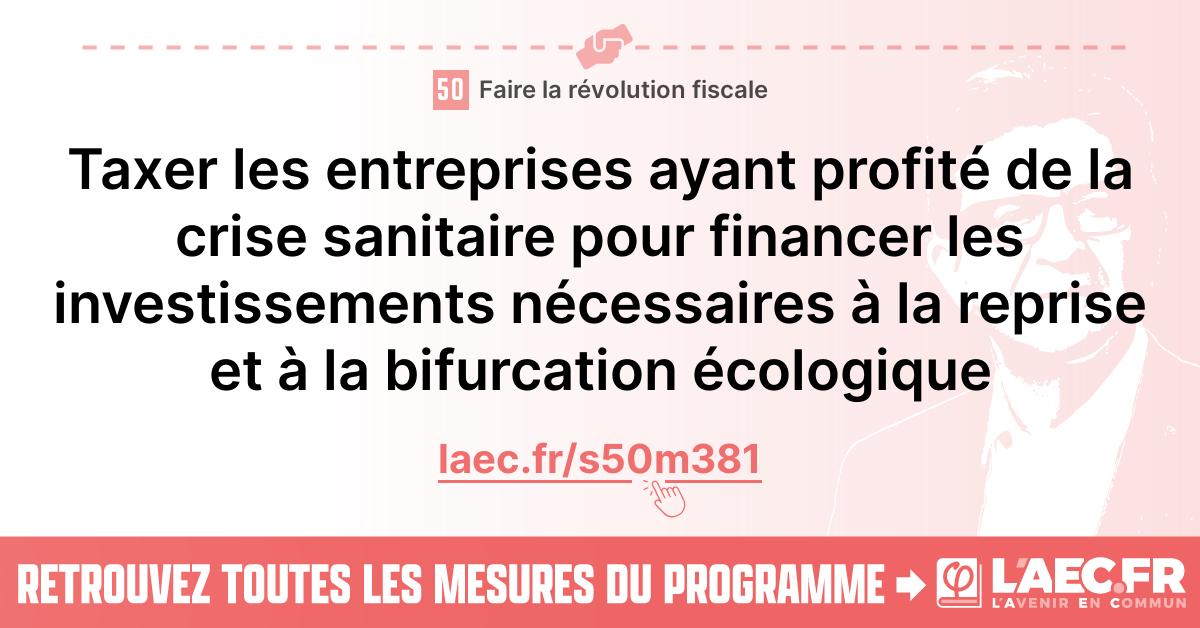 50 Faire la révolution fiscale
Taxer les entreprises ayant profité de la
crise sanitaire pour financer les
investissements nécessaires à la reprise
et à la bifurcation écologique
laec.fr/s50m381
RETROUVEZ TOUTES LES MESURES DU PROGRAMME
L'AEC.FR
L'AVENIR EN COMMUN